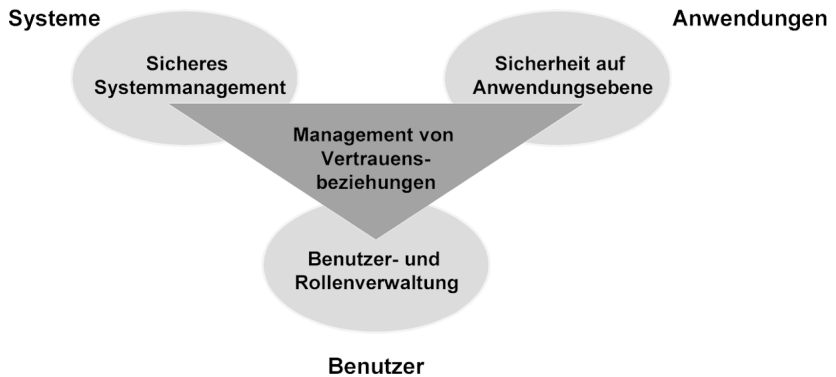 Systeme
Anwendungen
Sicheres
Systemmanagement
Sicherheit auf
Anwendungsebene
Management von
Vertrauens-
beziehungen
Benutzer- und
Rollenverwaltung
Benutzer